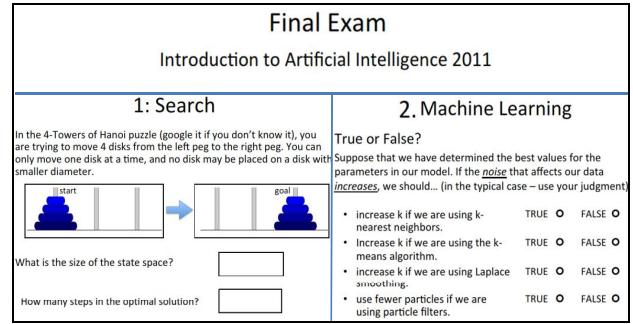 Final Exam
Introduction to Artificial Intelligence 2011
1: Search
In the 4-Towers of Hanoi puzzle (google it if you don't know it), you
are trying to move 4 disks from the left peg to the right peg. You can
only move one disk at a time, and no disk may be placed on a disk with
smaller diameter.
start
goal
What is the size of the state space?
How many steps in the optimal solution?
2. Machine Learning
True or False?
Suppose that we have determined the best values for the
parameters in our model. If the noise that affects our data
increases, we should... (in the typical case – use your judgment)
• increase k if we are using k- TRUE O FALSE O
nearest neighbors.
• Increase k if we are using the k- TRUE O FALSE O
means algorithm.
• increase k if we are using Laplace TRUE O FALSE O
smoothing.
• use fewer particles if we are TRUE O FALSE O
using particle filters.